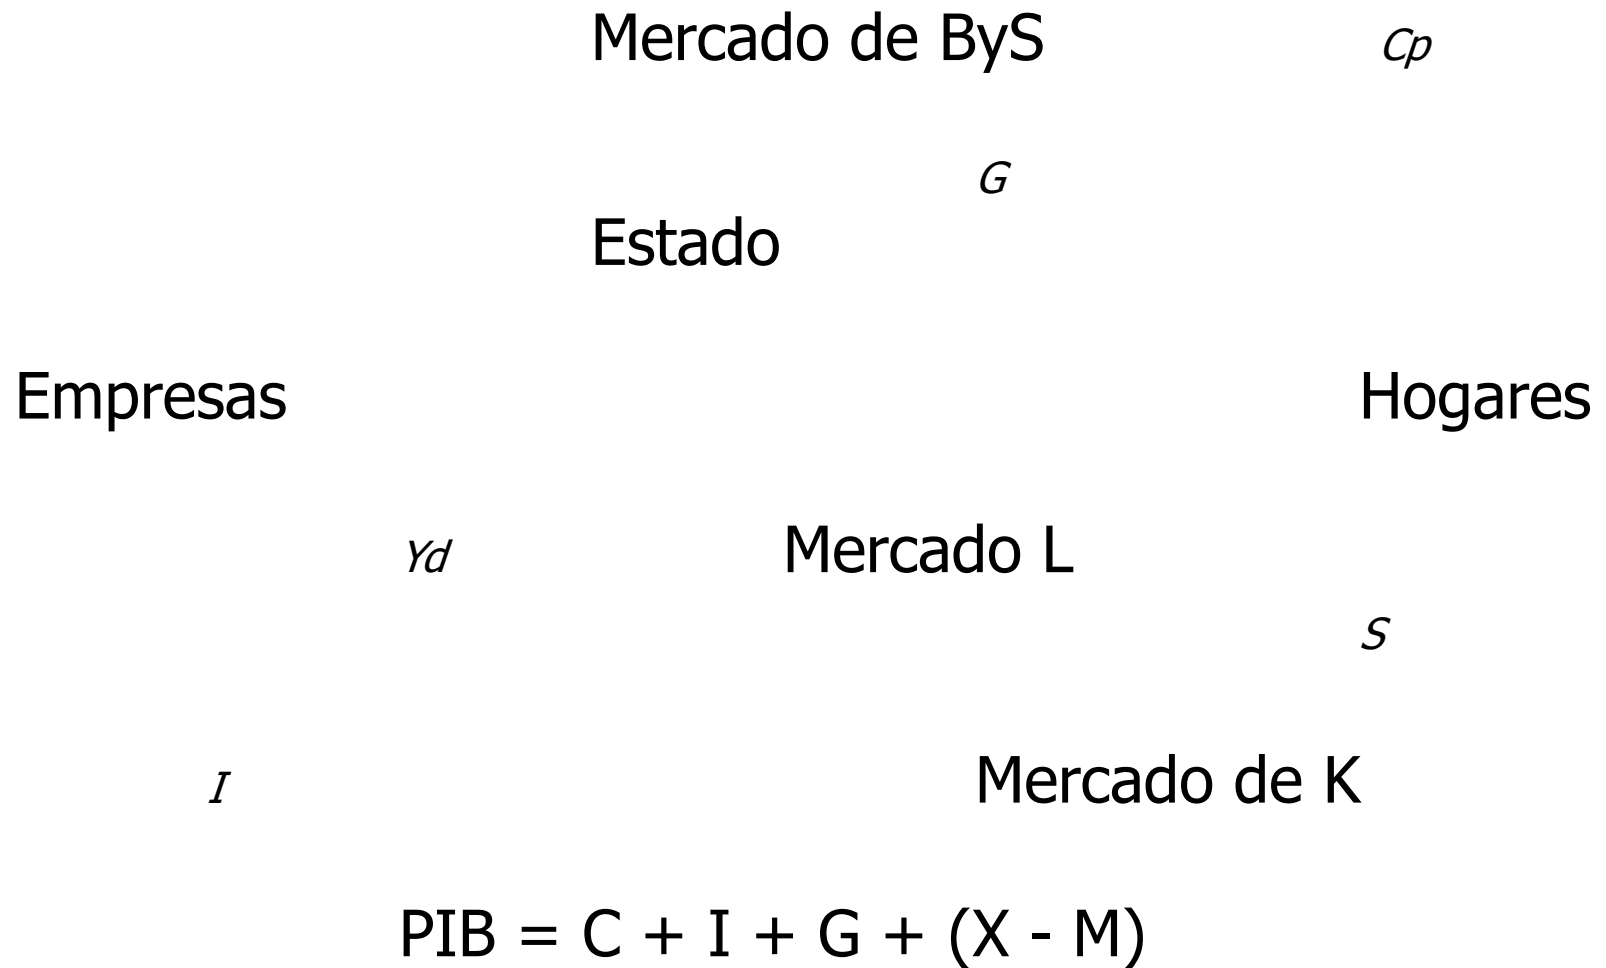 Mercado de ByS Cp
G
Estado
Empresas Hogares
Yd Mercado L
S
I Mercado de K
PIB = C + I + G + (X - M)